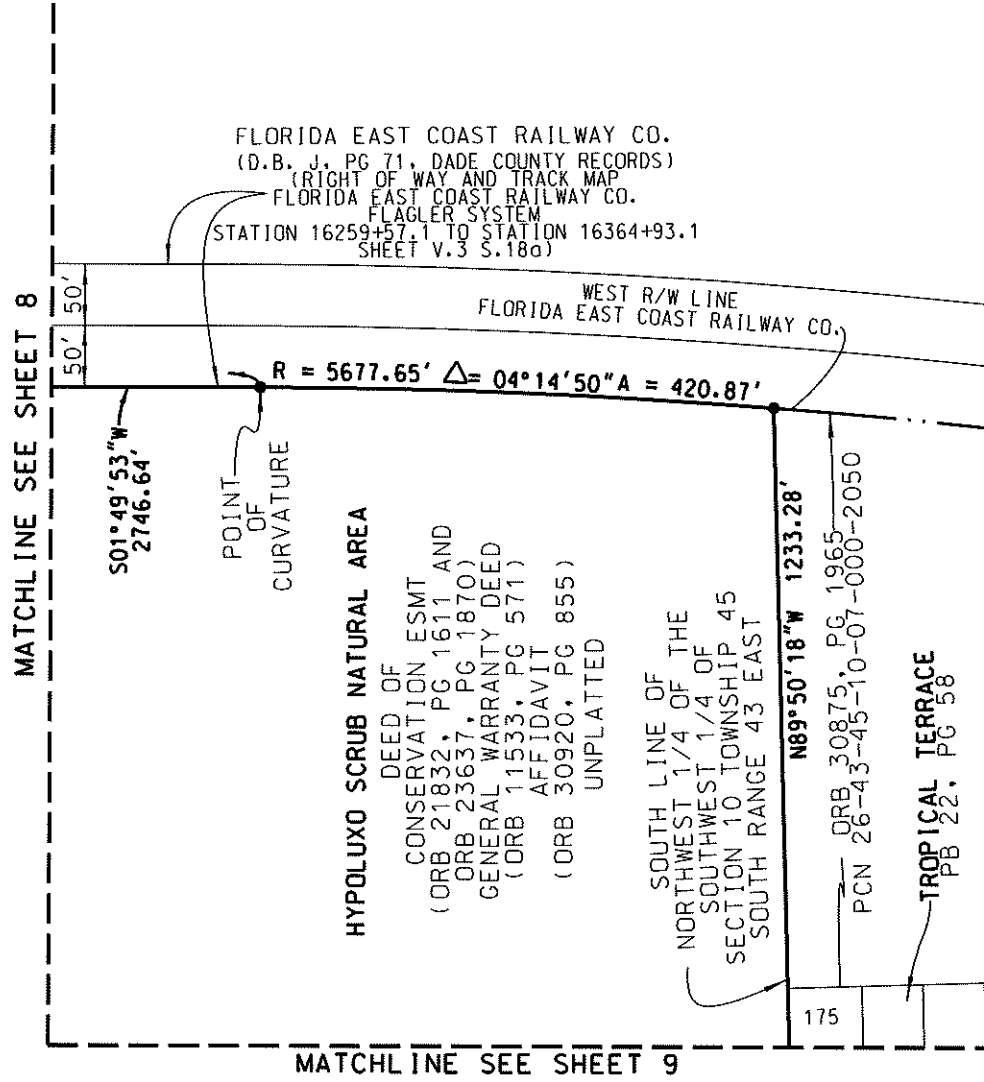 FLORIDA EAST COAST RAILWAY CO.
(D.B. J, PG 71, DADE COUNTY RECORDS)
(RIGHT OF WAY AND TRACK MAP
FLORIDA EAST COAST RAILWAY CO.
FLAGLER SYSTEM
STATION 16259+57.1 TO STATION 16364+93.1
SHEET V.3 S.18a)
WEST R/W LINE
FLORIDA EAST COAST RAILWAY CO.
MATCHLINE SEE SHEET 8
50'
50'
R = 5677.65' Δ= 04°14'50"A = 420.87'
S01°49'53"W
2746.64'
POINT
OF
CURVATURE
HYPOLUXO SCRUB NATURAL AREA
DEED OF
CONSERVATION ESMT
(ORB 21832, PG 1611 AND
ORB 23637, PG 1870)
GENERAL WARRANTY DEED
(ORB 11533, PG 571)
AFFIDAVIT
(ORB 30920, PG 855)
UNPLATTED
SOUTH LINE OF
NORTHWEST 1/4 OF THE
SOUTHWEST 1/4 OF
SECTION 10 TOWNSHIP 45
SOUTH RANGE 43 EAST
N89°50'18"W 1233.28'
ORB 30875, PG 1965
PCN 26-43-45-10-07-000-2050
TROPICAL TERRACE
PB 22, PG 58
175
MATCHLINE SEE SHEET 9